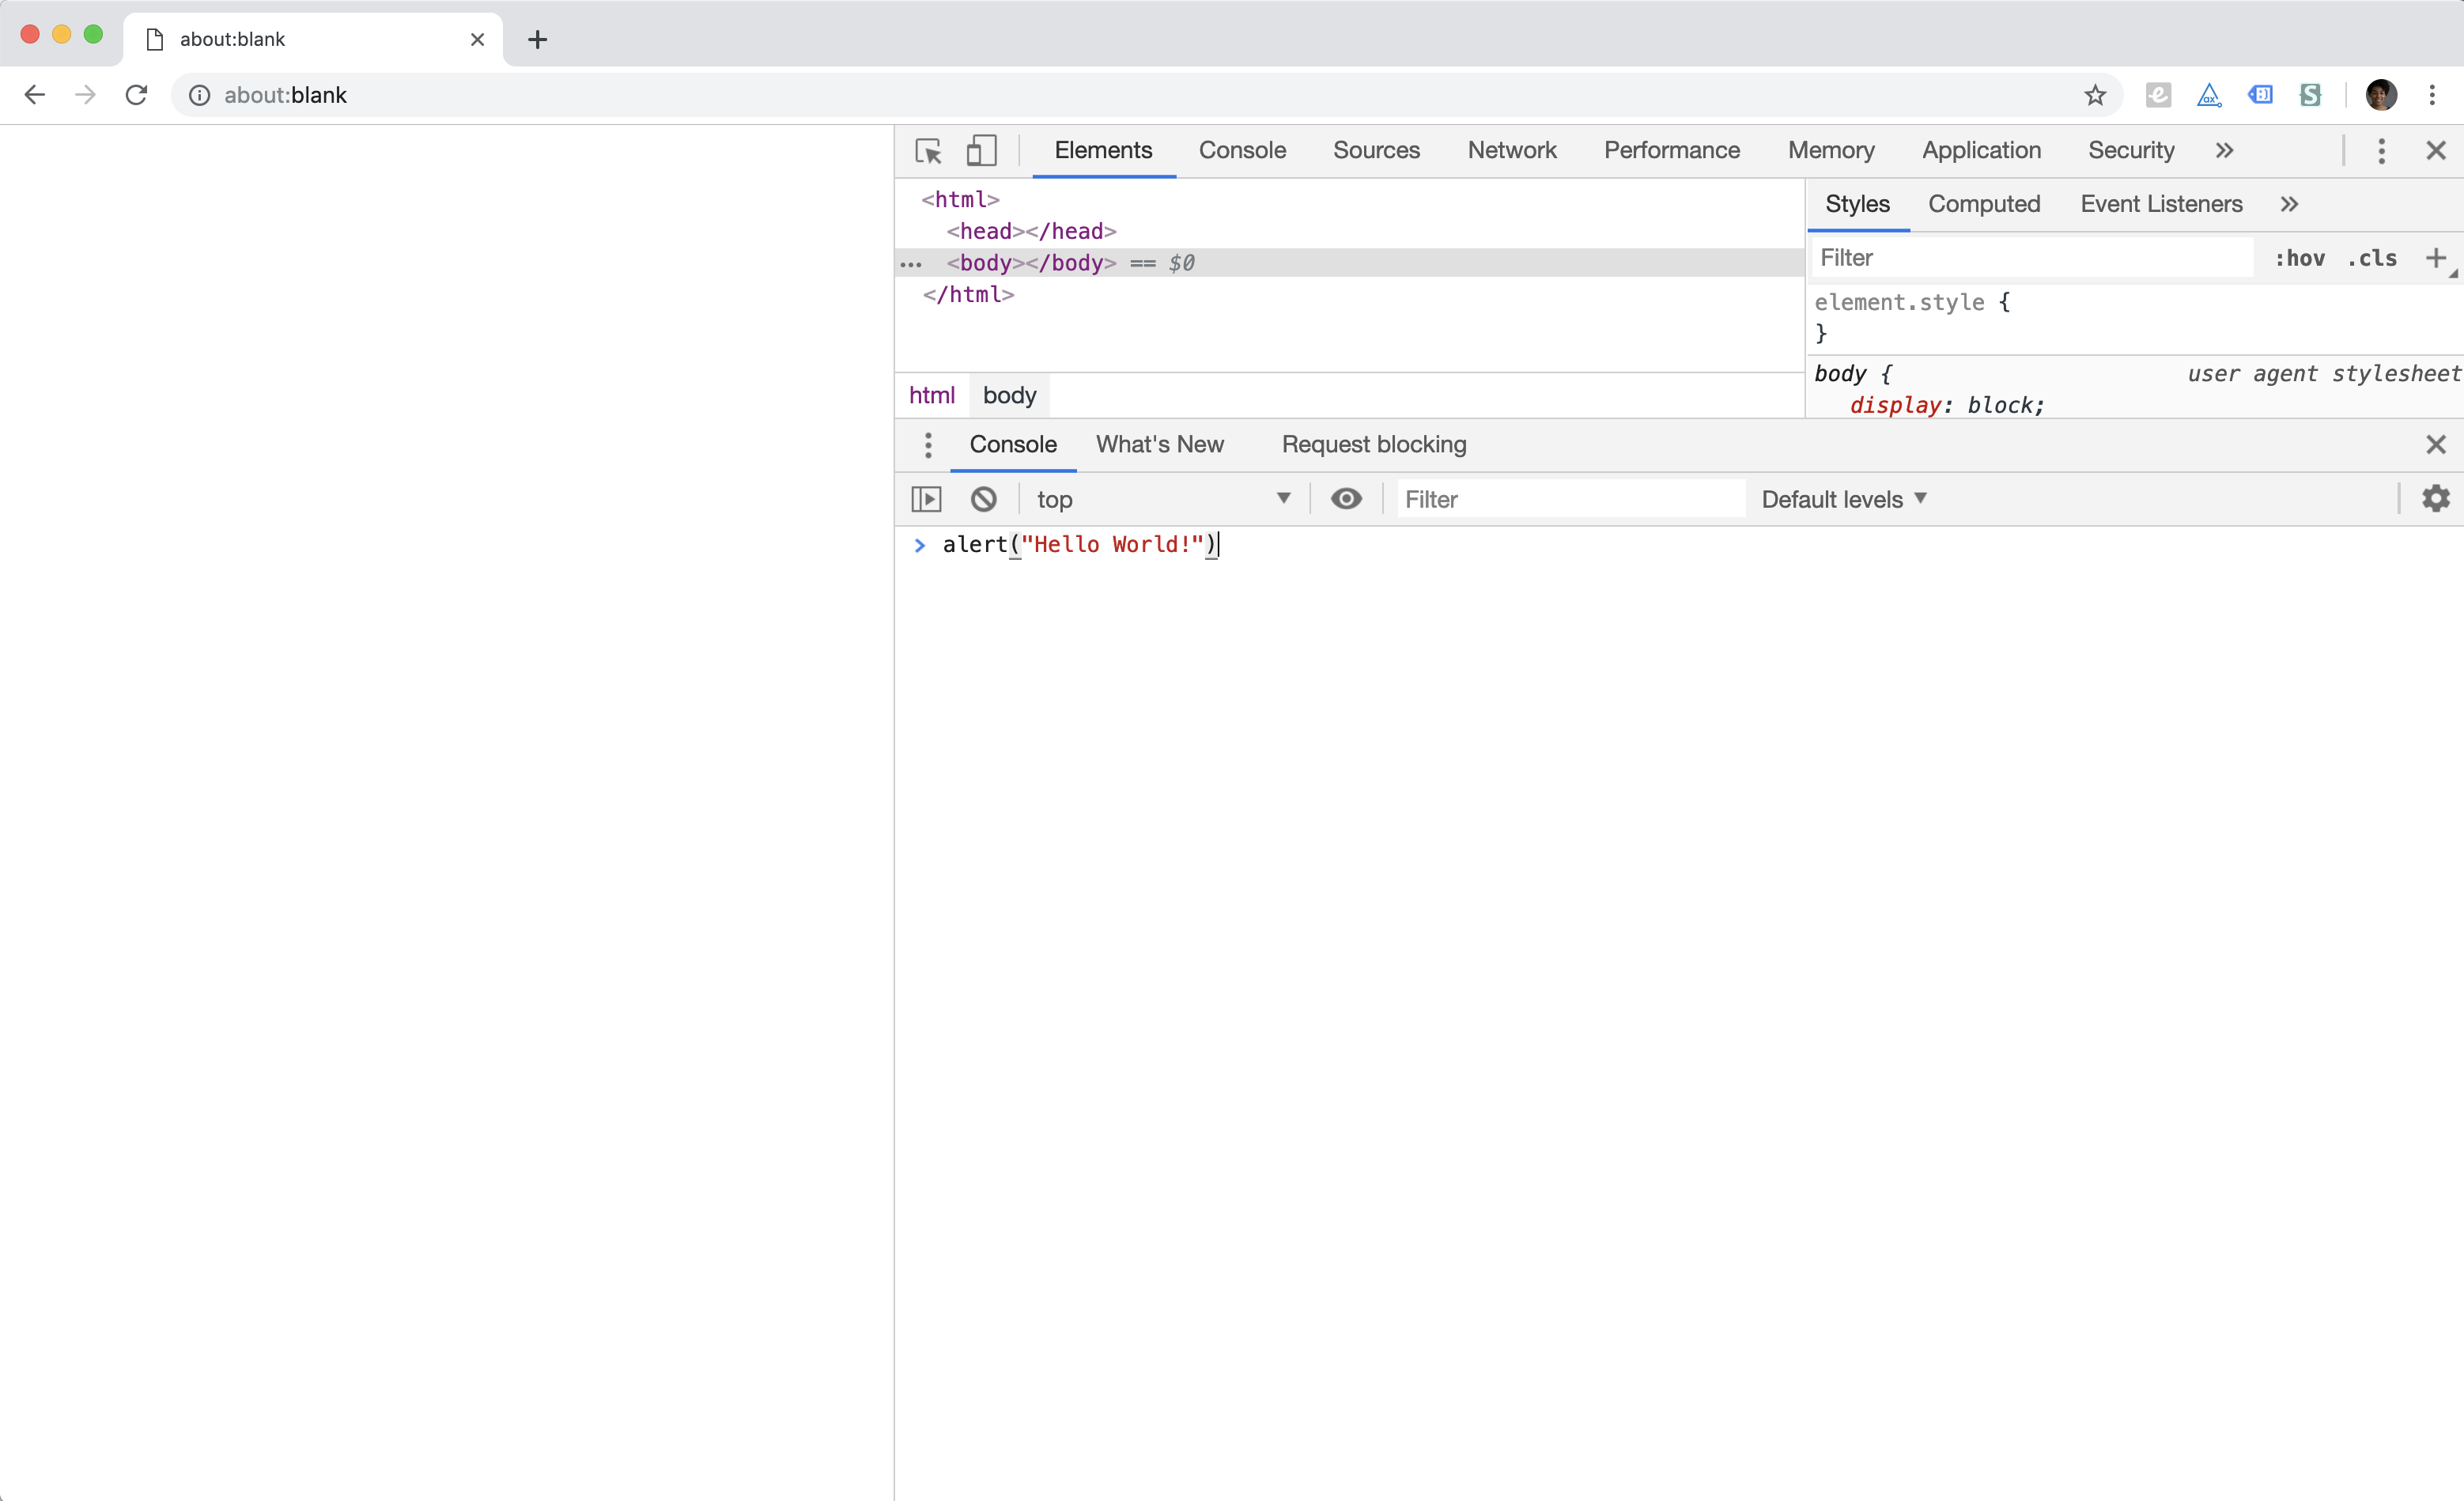 about:blank
about:blank
Elements Console Sources Network Performance Memory Application Security
<html>
<head></head>
<body></body> == $0
</html>
html body
Styles Computed Event Listeners
Filter :hov .cls
element.style {
}
body { user agent stylesheet
display: block;
Console What's New Request blocking
top Filter Default levels
alert("Hello World!")